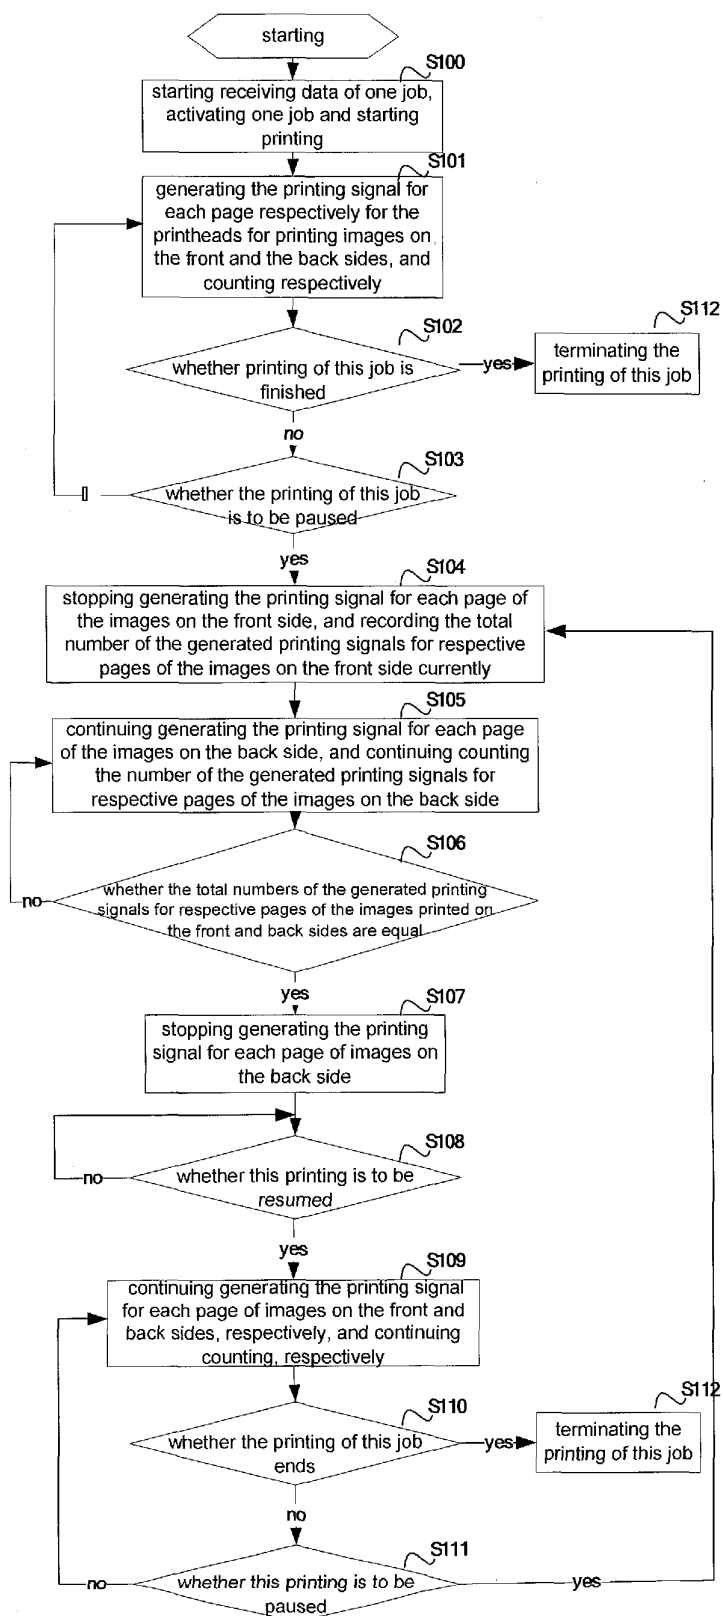 starting
S100
starting receiving data of one job,
activating one job and starting
printing
S101
generating the printing signal for
each page respectively for the
printheads for printing images on
the front and the back sides, and
counting respectively
S102
whether printing of this job is
finished
yes
S112
terminating the
printing of this job
no
S103
whether the printing of this job
is to be paused
yes
S104
stopping generating the printing signal for each page of
the images on the front side, and recording the total
number of the generated printing signals for respective
pages of the images on the front side currently
S105
continuing generating the printing signal for each page
of the images on the back side, and continuing counting
the number of the generated printing signals for
respective pages of the images on the back side
S106
whether the total numbers of the generated printing
signals for respective pages of the images printed on
the front and back sides are equal
no
yes
S107
stopping generating the printing
signal for each page of images on
the back side
S108
whether this printing is to be
resumed
no
yes
S109
continuing generating the printing signal
for each page of images on the front and
back sides, respectively, and continuing
counting, respectively
S110
whether the printing of this job
ends
yes
S112
terminating the
printing of this job
no
S111
whether this printing is to be
paused
no
yes